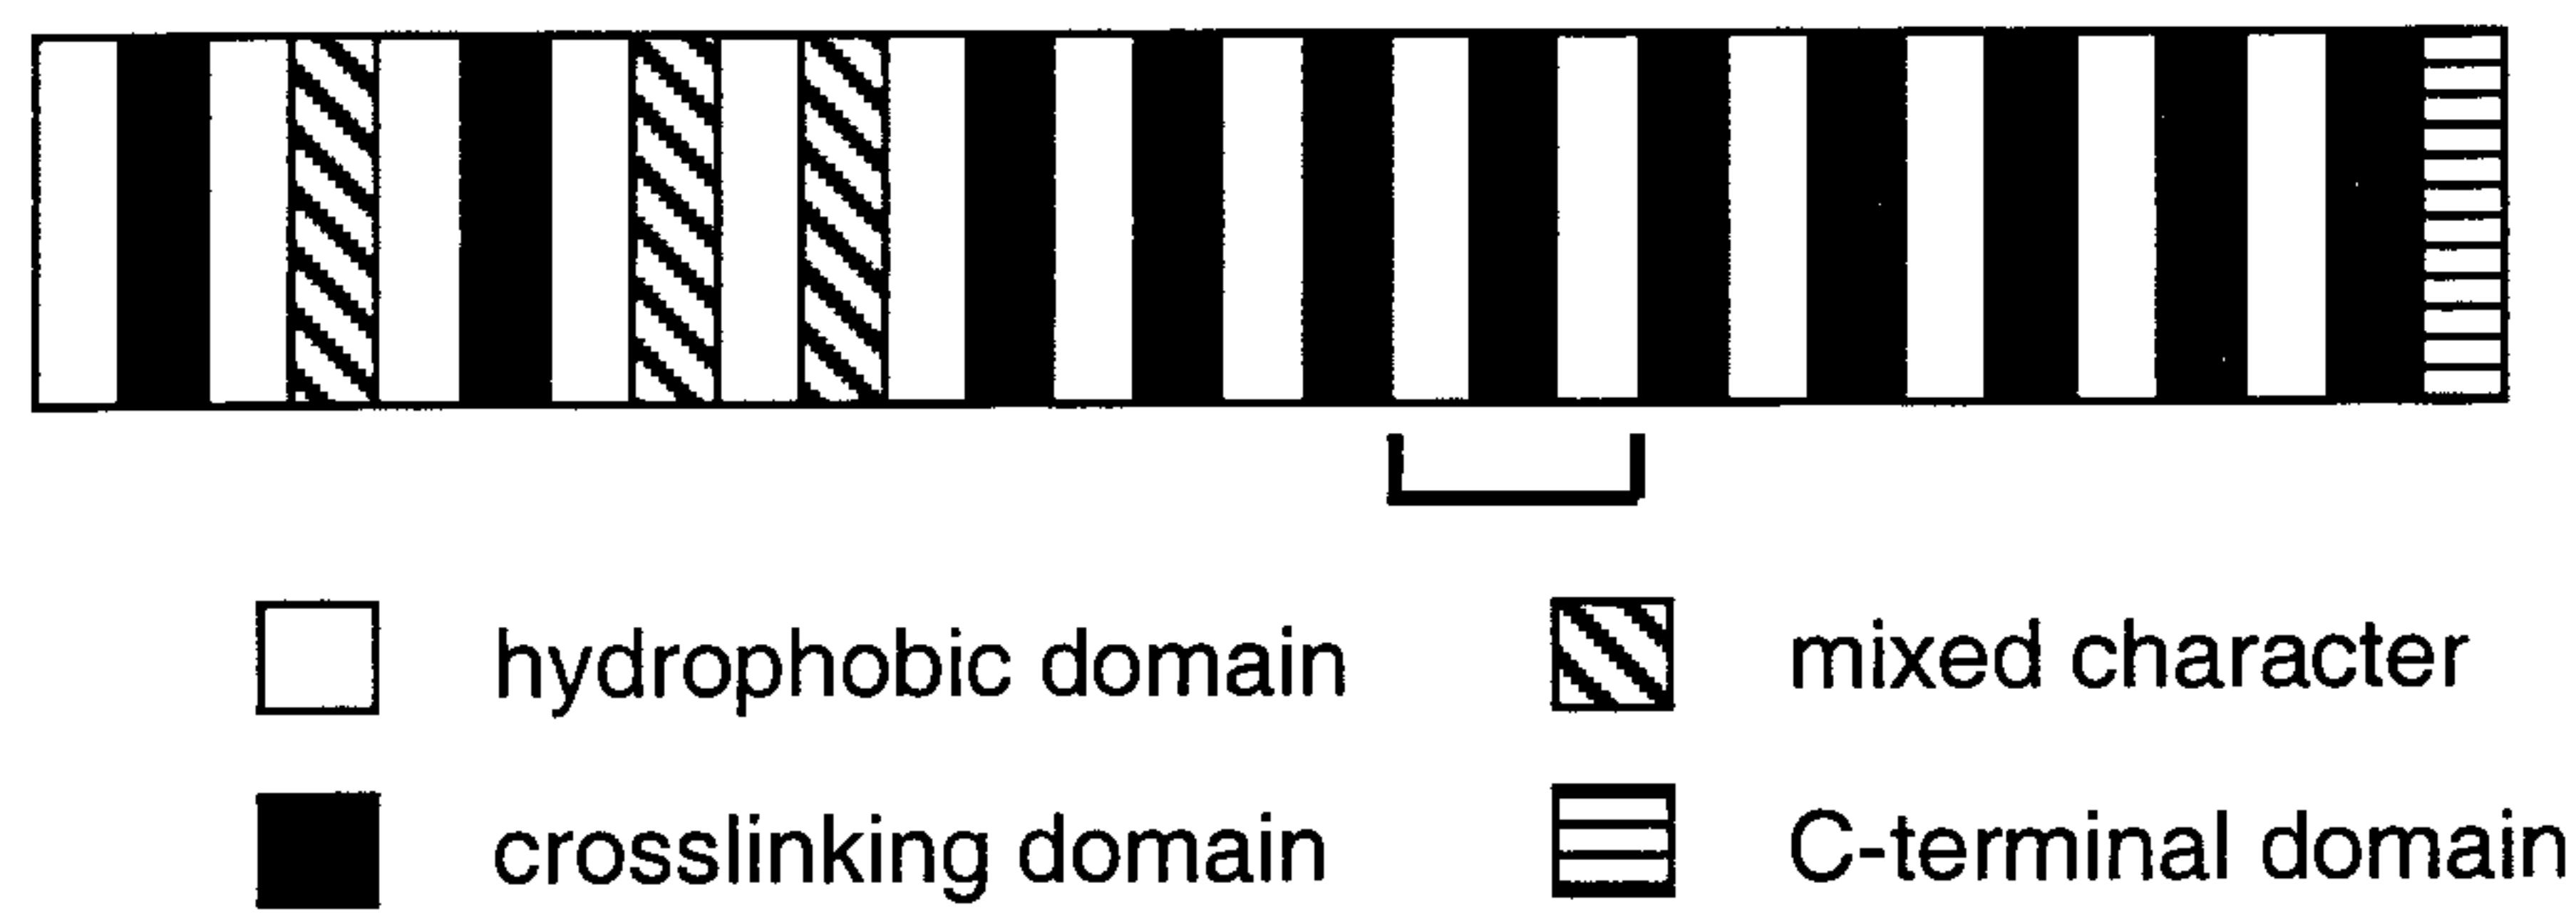 hydrophobic domain
mixed character
crosslinking domain
C-terminal domain